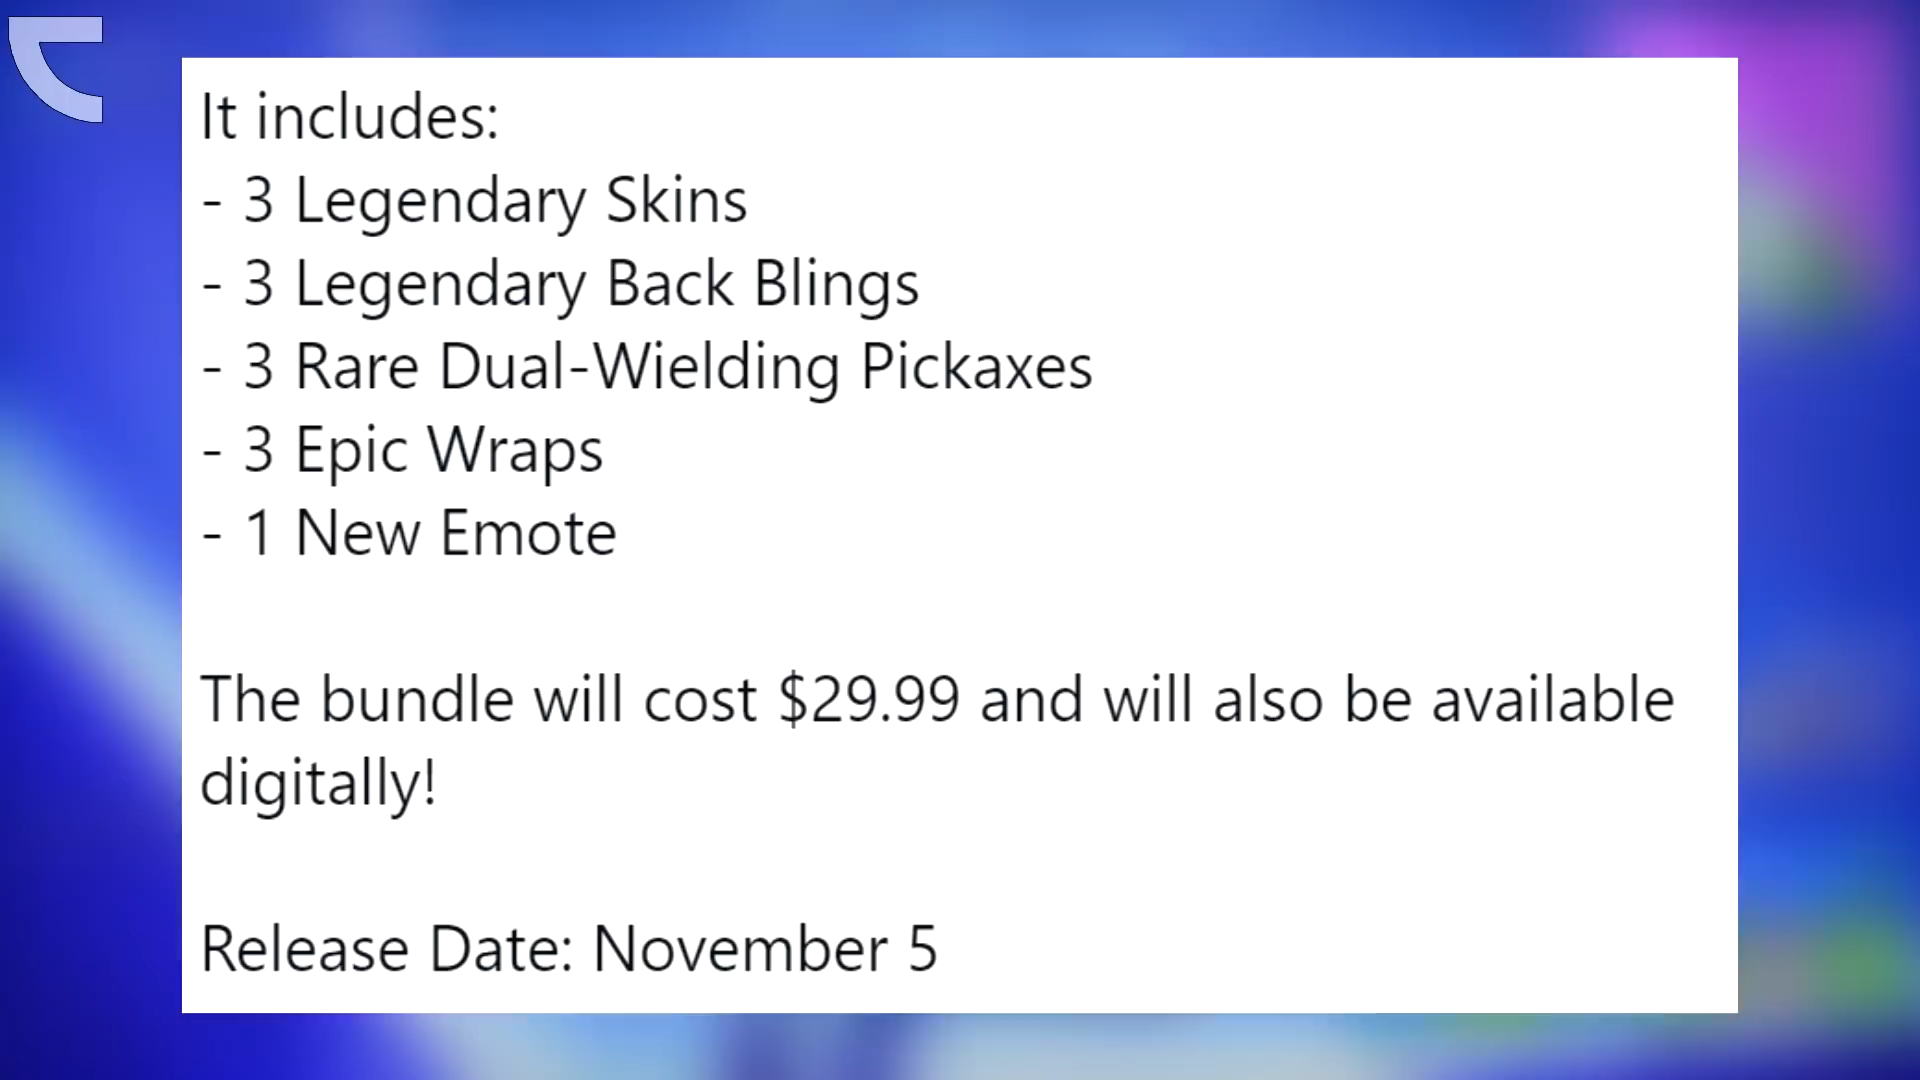 It includes:
- 3 Legendary Skins
- 3 Legendary Back Blings
- 3 Rare Dual-Wielding Pickaxes
- 3 Epic Wraps
- 1 New Emote
The bundle will cost $29.99 and will also be available
digitally!
Release Date: November 5